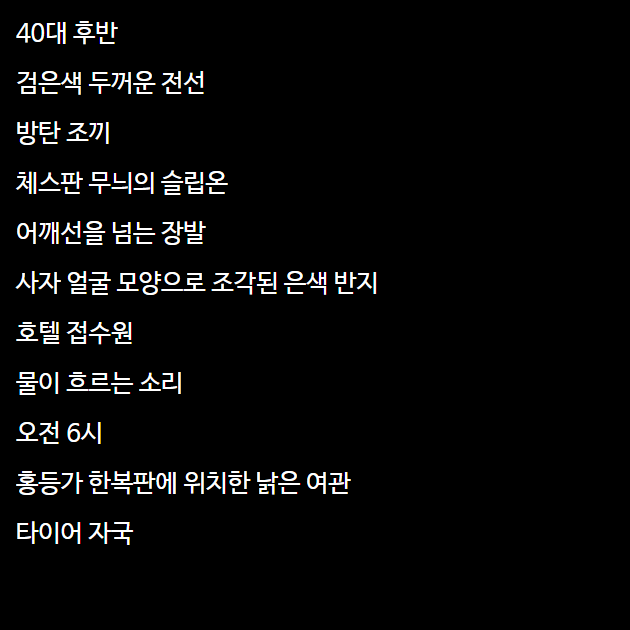 40대 후반
검은색 두꺼운 전선
방탄 조끼
체스판 무늬의 슬립온
어깨선을 넘는 장발
사자 얼굴 모양으로 조각된 은색 반지
호텔 접수원
물이 흐르는 소리
오전 6시
홍등가 한복판에 위치한 낡은 여관
타이어 자국